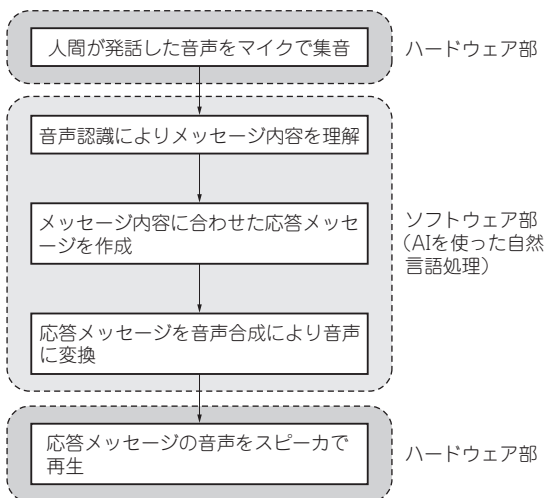 人間が発話した音声をマイクで集音
ハードウェア部
音声認識によりメッセージ内容を理解
メッセージ内容に合わせた応答メッセ
ージを作成
ソフトウェア部
(AIを使った自然
言語処理)
応答メッセージを音声合成により音声
に変換
応答メッセージの音声をスピーカで
再生
ハードウェア部